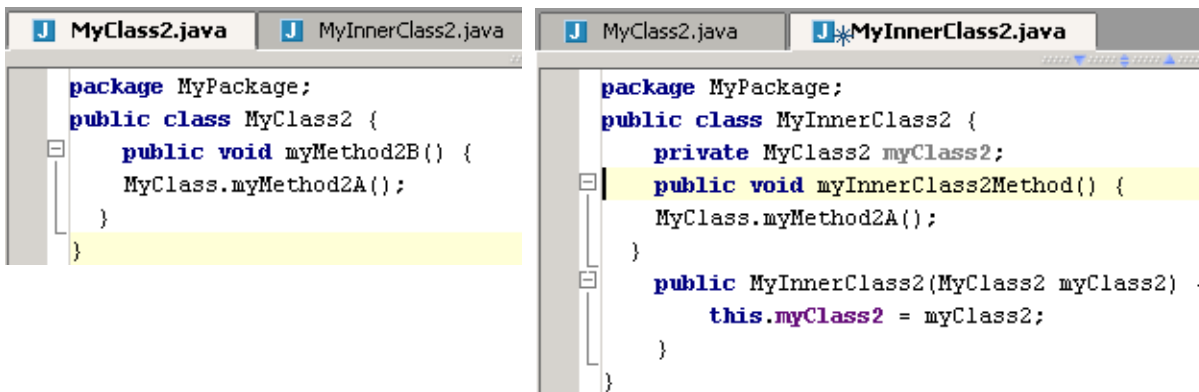 MyClass2.java MyInnerClass2.java
package MyPackage;
public class MyClass2 {
public void myMethod2B() {
MyClass.myMethod2A();
}
}
MyClass2.java MyInnerClass2.java
package MyPackage;
public class MyInnerClass2 {
private MyClass2 myClass2;
public void myInnerClass2Method() {
MyClass.myMethod2A();
}
public MyInnerClass2(MyClass2 myClass2)
this.myClass2 = myClass2;
}
}